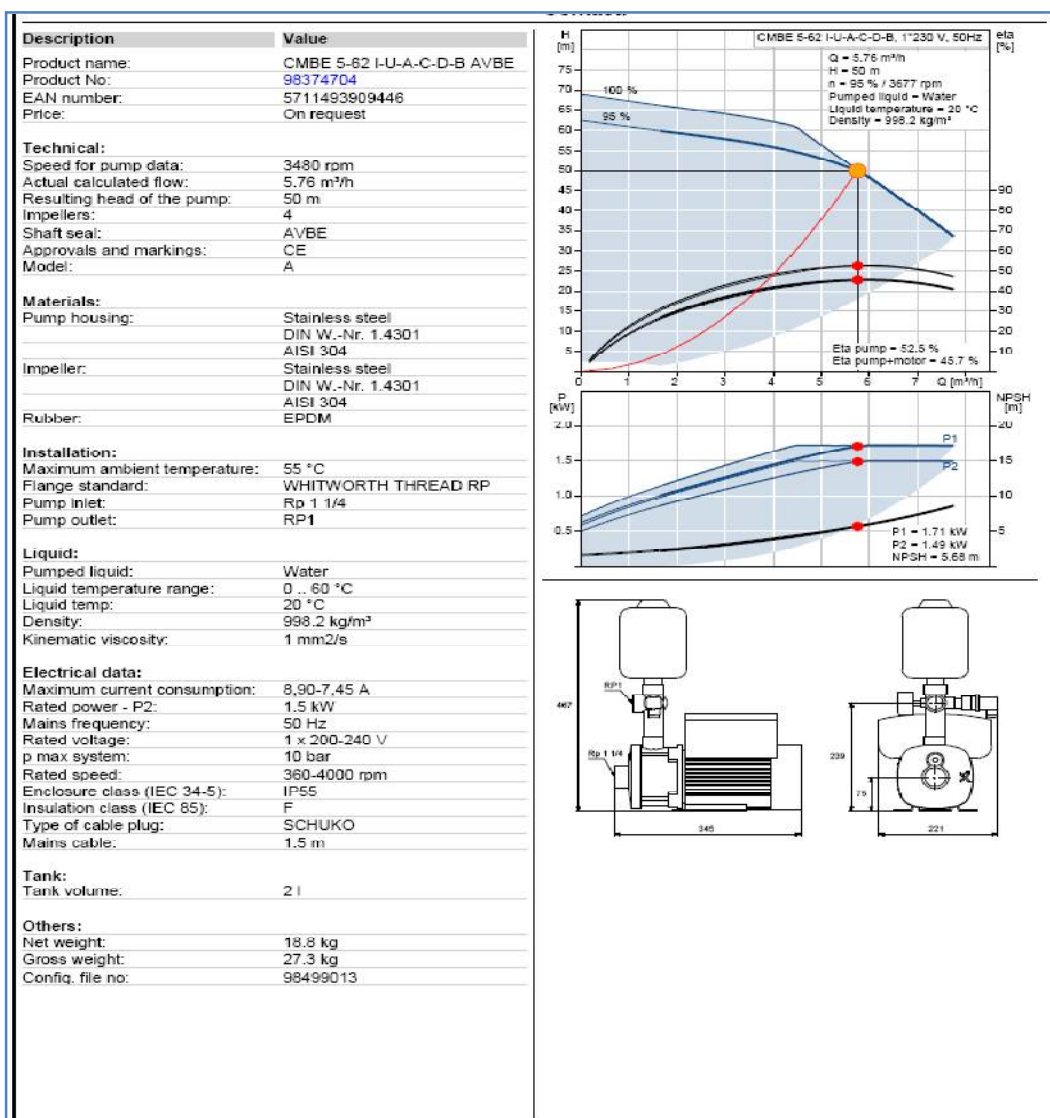 Description Value
Product name: CMBE 5-62 I-U-A-C-D-B AVBE
Product No: 98374704
EAN number: 5711493909446
Price: On request
Technical:
Speed for pump data: 3480 rpm
Actual calculated flow: 5.76 m³/h
Resulting head of the pump: 50 m
Impellers: 4
Shaft seal: AVBE
Approvals and markings: CE
Model: A
Materials:
Pump housing: Stainless steel
DIN W.-Nr. 1.4301
AISI 304
Impeller: Stainless steel
DIN W.-Nr. 1.4301
AISI 304
Rubber: EPDM
Installation:
Maximum ambient temperature: 55 °C
Flange standard: WHITWORTH THREAD RP
Pump inlet: Rp 1 1/4
Pump outlet: RP1
Liquid:
Pumped liquid: Water
Liquid temperature range: 0 .. 60 °C
Liquid temp: 20 °C
Density: 998.2 kg/m³
Kinematic viscosity: 1 mm2/s
Electrical data:
Maximum current consumption: 8,90-7,45 A
Rated power - P2: 1.5 kW
Mains frequency: 50 Hz
Rated voltage: 1 x 200-240 V
p max system: 10 bar
Rated speed: 360-4000 rpm
Enclosure class (IEC 34-5): IP55
Insulation class (IEC 85): F
Type of cable plug: SCHUKO
Mains cable: 1.5 m
Tank:
Tank volume: 2 l
Others:
Net weight: 18.8 kg
Gross weight: 27.3 kg
Config. file no: 98499013
H
[m]
CMBE 5-62 I-U-A-C-D-B, 1*230 V, 50Hz
eta
[%]
Q = 5.76 m³/h
H = 50 m
n = 95 % / 3677 rpm
Pumped liquid = Water
Liquid temperature = 20 °C
Density = 998.2 kg/m³
100 %
95 %
75
70
65
60
55
50
45
40
35
30
25
20
15
10
5
90
80
70
60
50
40
30
20
10
Eta pump = 52.5 %
Eta pump+motor = 45.7 %
0 1 2 3 4 5 6 7 Q [m³/h]
P
[kW]
NPSH
[m]
2.0
1.5
1.0
0.5
20
15
10
5
P1
P2
P1 = 1.71 kW
P2 = 1.49 kW
NPSH = 5.68 m
RP1
467
Rp 1 1/4
345
239
75
221